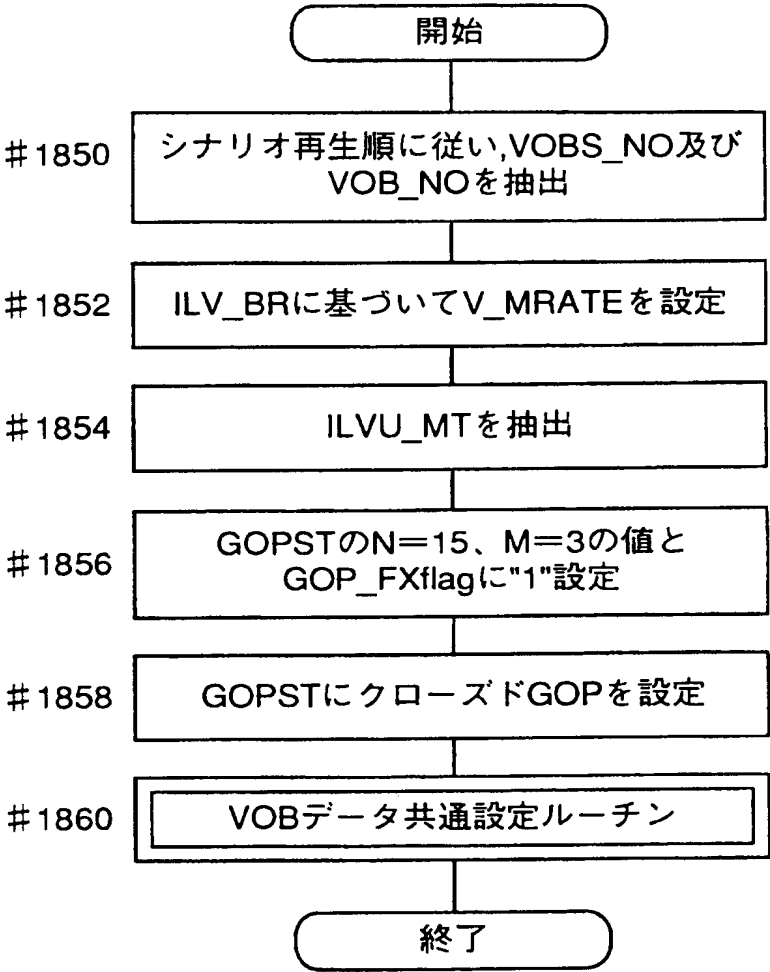 開始
#1850
シナリオ再生順に従い,VOBS_NO及び
VOB_NOを抽出
#1852
ILV_BRに基づいてV_MRATEを設定
#1854
ILVU_MTを抽出
#1856
GOPSTのN=15、M=3の値と
GOP_FXflagに"1"設定
#1858
GOPSTにクローズドGOPを設定
#1860
VOBデータ共通設定ルーチン
終了